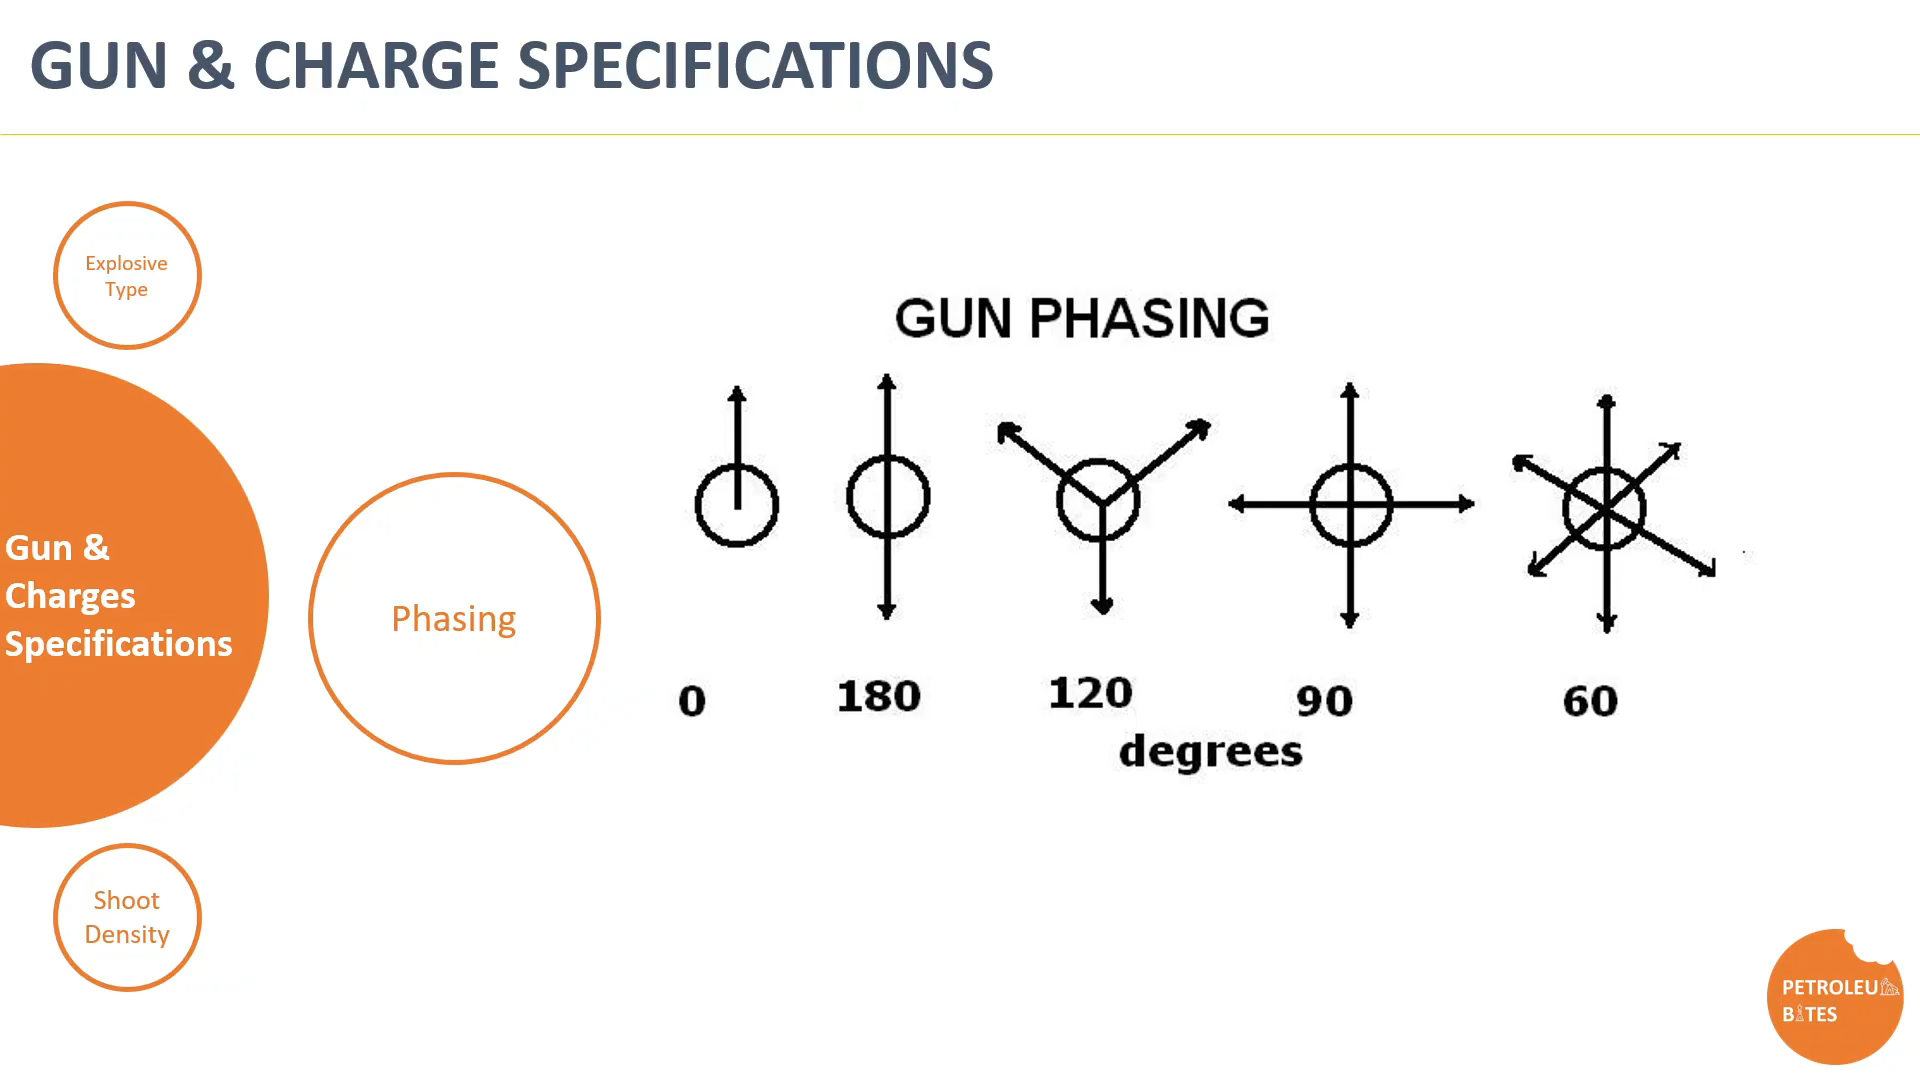 GUN & CHARGE SPECIFICATIONS
Explosive
Type
Gun &
Charges
Specifications
Phasing
Shoot
Density
GUN PHASING
0
180
120
90
60
degrees
PETROLEU
BITES